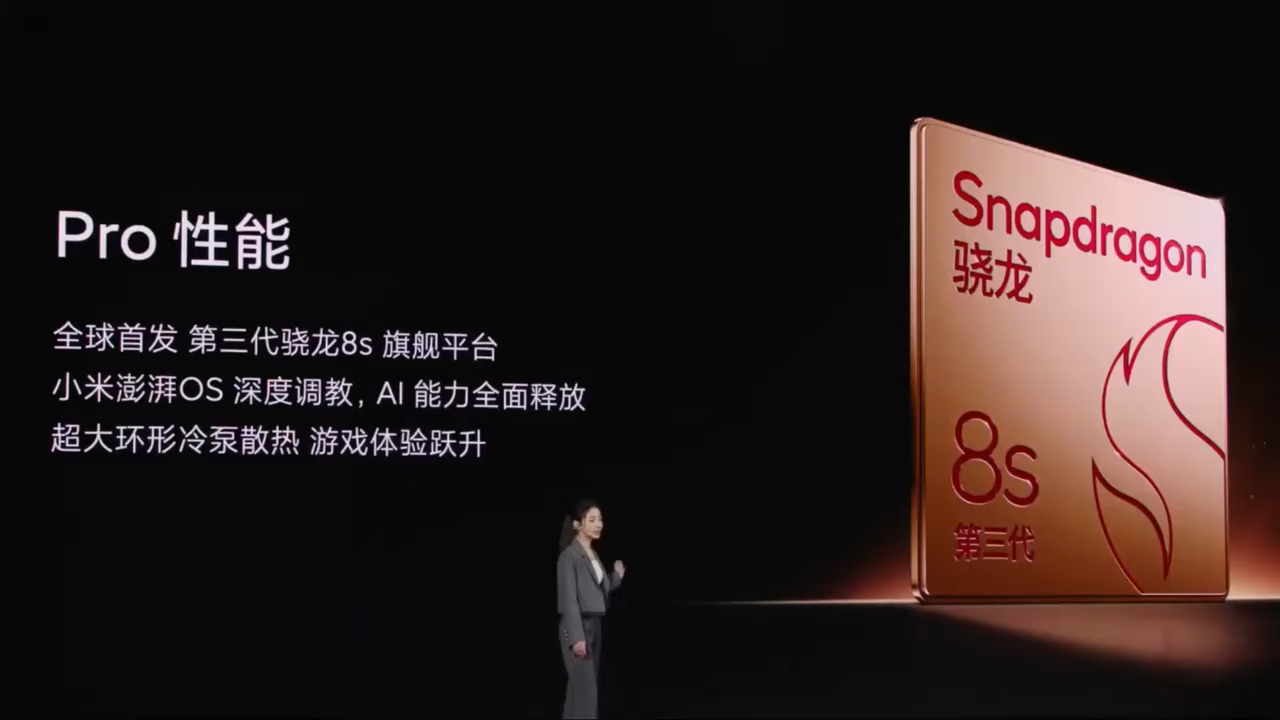 Pro 性能
全球首发 第三代骁龙8s 旗舰平台
小米澎湃OS 深度调教, AI 能力全面释放
超大环形冷泵散热 游戏体验跃升
Snapdragon
骁龙
8s
第三代